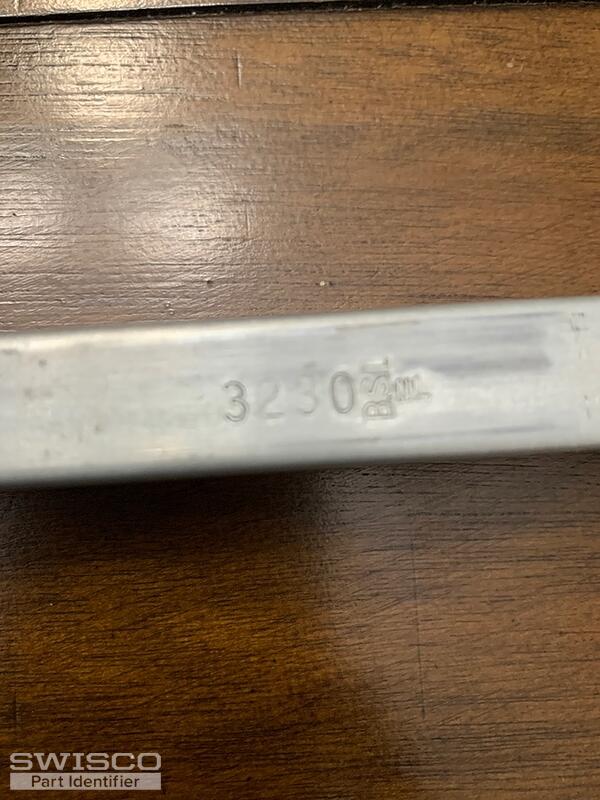 3230
BSI
SWISCO
Part Identifier